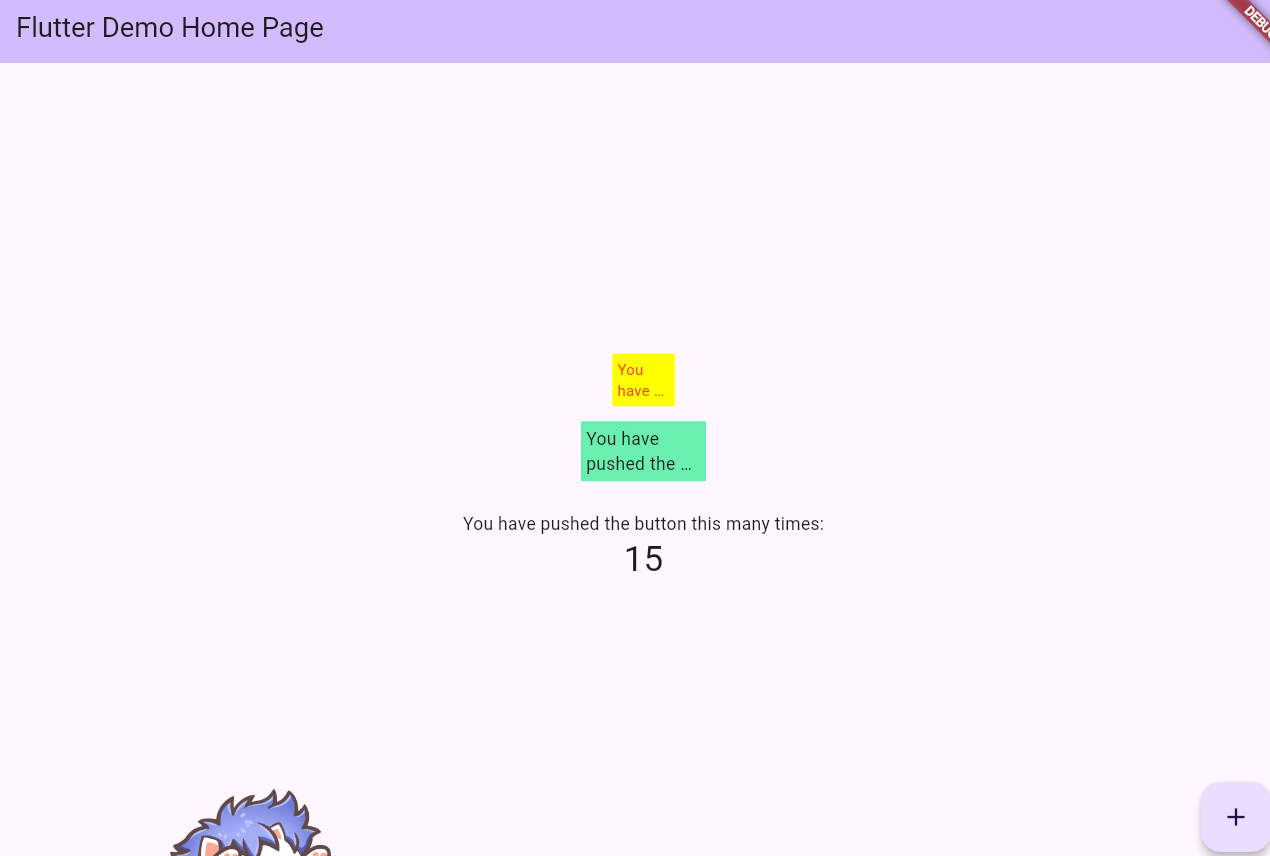 Flutter Demo Home Page
You
have …
You have
pushed the …
You have pushed the button this many times:
15
+